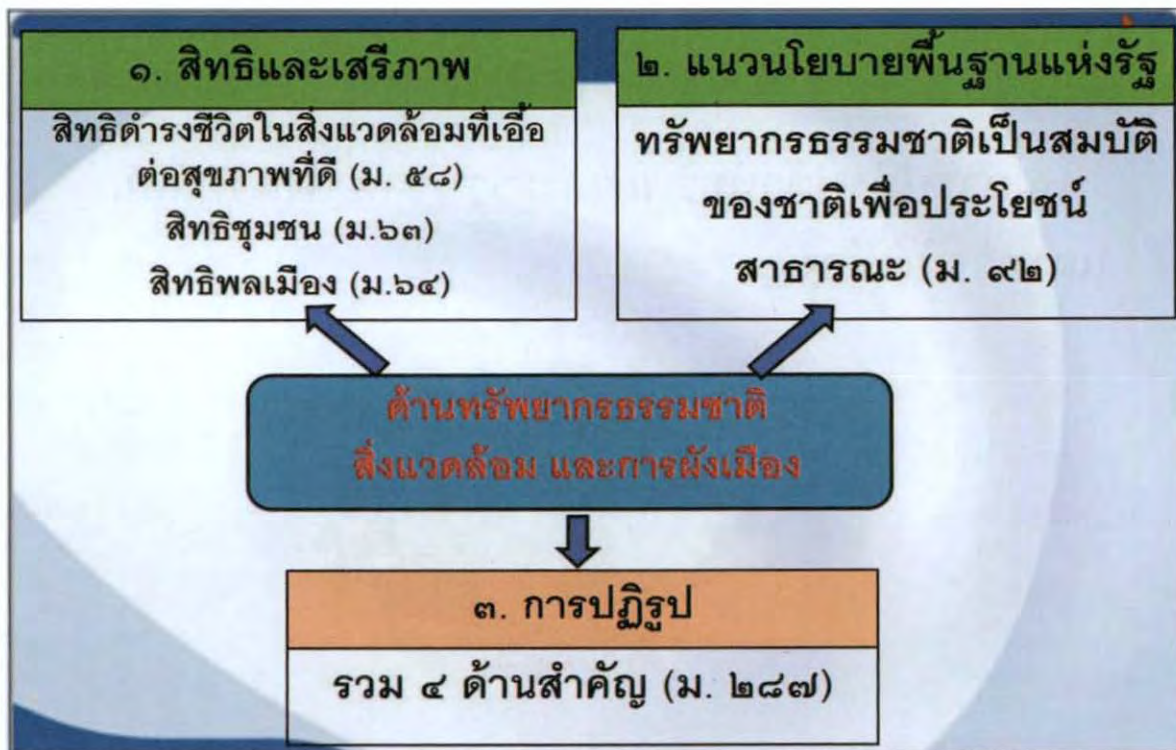 ๑. สิทธิและเสรีภาพ
สิทธิดำรงชีวิตในสิ่งแวดล้อมที่เอื้อ
ต่อสุขภาพที่ดี (ม. ๕๘)
สิทธิชุมชน (ม.๖๓)
สิทธิพลเมือง (ม.๖๔)
๒. แนวนโยบายพื้นฐานแห่งรัฐ
ทรัพยากรธรรมชาติเป็นสมบัติ
ของชาติเพื่อประโยชน์
สาธารณะ (ม. ๙๒)
ด้านทรัพยากรธรรมชาติ
สิ่งแวดล้อม และการผังเมือง
๓. การปฏิรูป
รวม ๔ ด้านสำคัญ (ม. ๒๘๗)